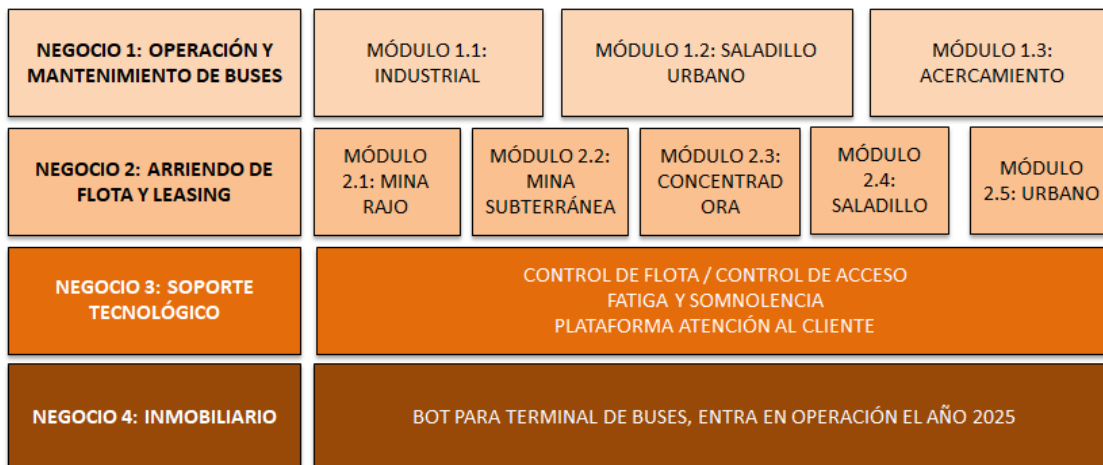 NEGOCIO 1: OPERACIÓN Y
MANTENIMIENTO DE BUSES
MÓDULO 1.1:
INDUSTRIAL
MÓDULO 1.2: SALADILLO
URBANO
MÓDULO 1.3:
ACERCAMIENTO
NEGOCIO 2: ARRIENDO DE
FLOTA Y LEASING
MÓDULO
2.1: MINA
RAJO
MÓDULO 2.2:
MINA
SUBTERRÁNEA
MÓDULO 2.3:
CONCENTRAD
ORA
MÓDULO
2.4:
SALADILLO
MÓDULO
2.5: URBANO
NEGOCIO 3: SOPORTE
TECNOLÓGICO
CONTROL DE FLOTA / CONTROL DE ACCESO
FATIGA Y SOMNOLENCIA
PLATAFORMA ATENCIÓN AL CLIENTE
NEGOCIO 4: INMOBILIARIO
BOT PARA TERMINAL DE BUSES, ENTRA EN OPERACIÓN EL AÑO 2025